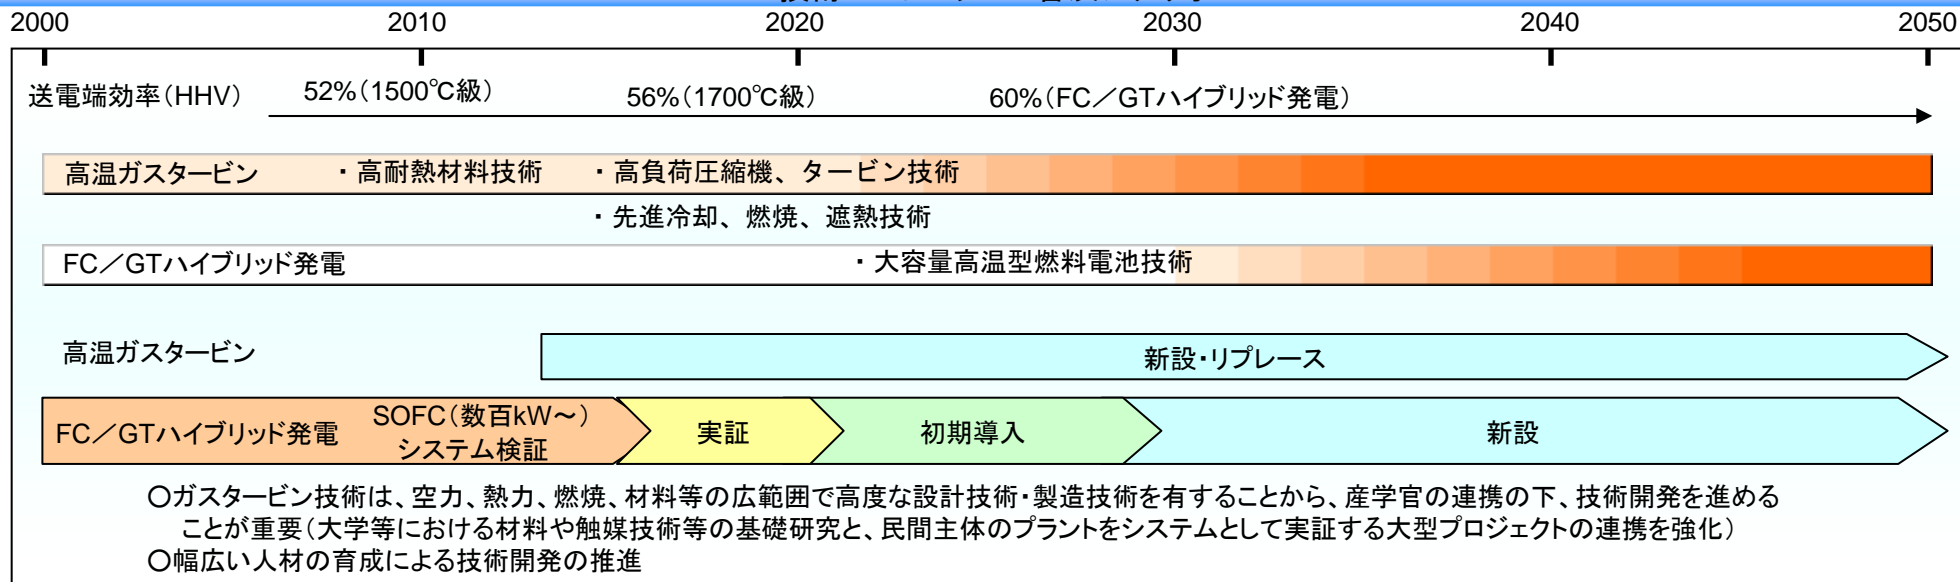 2000 2010 2020 2030 2040 2050
送電端効率(HHV) 52%(1500℃級) 56%(1700℃級) 60%(FC／GTハイブリッド発電)
高温ガスタービン ・高耐熱材料技術 ・高負荷圧縮機、タービン技術
・先進冷却、燃焼、遮熱技術
FC／GTハイブリッド発電 ・大容量高温型燃料電池技術
高温ガスタービン 新設・リプレース
FC／GTハイブリッド発電 SOFC(数百kW～)
システム検証 実証 初期導入 新設
○ガスタービン技術は、空力、熱力、燃焼、材料等の広範囲で高度な設計技術・製造技術を有することから、産学官の連携の下、技術開発を進める
ことが重要(大学等における材料や触媒技術等の基礎研究と、民間主体のプラントをシステムとして実証する大型プロジェクトの連携を強化)
○幅広い人材の育成による技術開発の推進